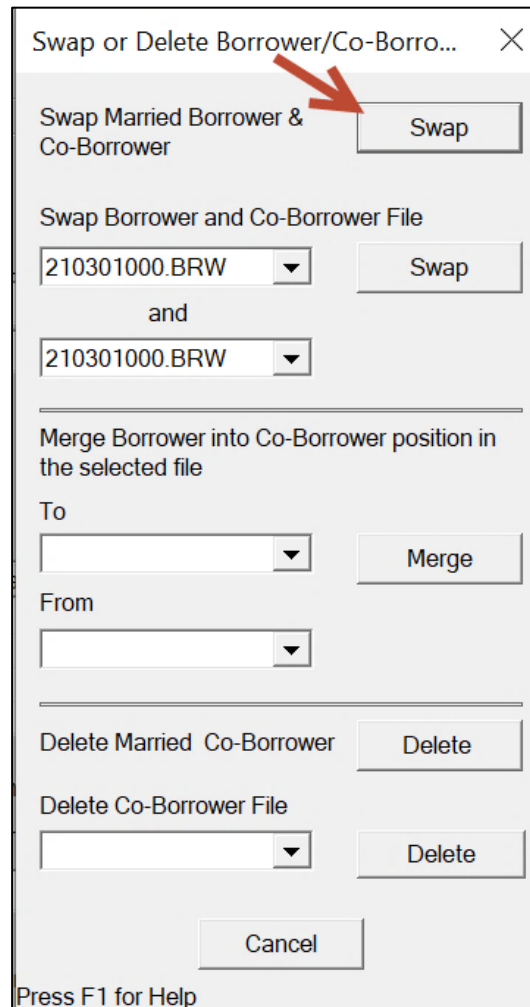 Swap or Delete Borrower/Co-Borro...
Swap Married Borrower &
Co-Borrower
Swap
Swap Borrower and Co-Borrower File
210301000.BRW
Swap
and
210301000.BRW
Merge Borrower into Co-Borrower position in
the selected file
To
Merge
From
Delete Married  Co-Borrower
Delete
Delete Co-Borrower File
Delete
Cancel
Press F1 for Help